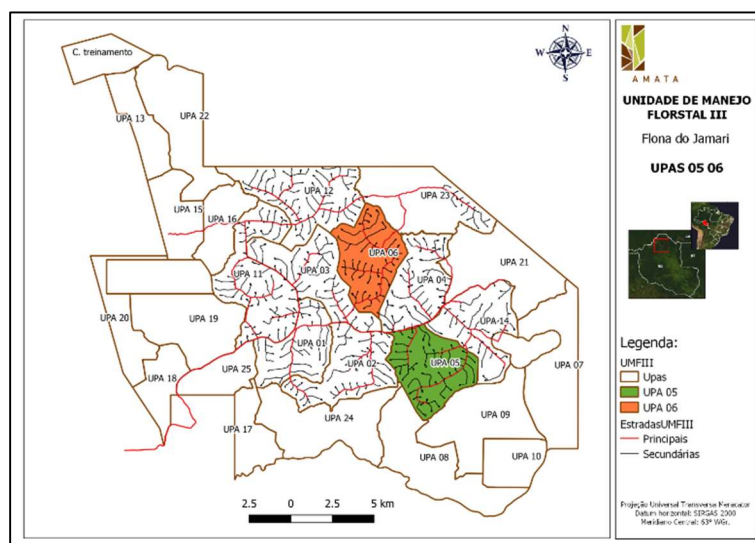 C. treinamento
UPA 13
UPA 22
UPA 12
UPA 23
UPA 15
UPA 16
UPA 06
UPA 03
UPA 11
UPA 04
UPA 21
UPA 20
UPA 19
UPA 14
UPA 01
UPA 02
UPA 05
UPA 07
UPA 18
UPA 25
UPA 24
UPA 17
UPA 09
UPA 08
UPA 10
N
W
E
S
2.5 0 2.5 5 km
AMATA
UNIDADE DE MANEJO
FLORSTAL III
Flona do Jamari
UPAS 05 06
Legenda:
UMFIII
Upas
UPA 05
UPA 06
EstradasUMFIII
Principais
Secundárias
Projeção Universal Transversa Meracator
Datum horizontal: SIRGAS 2000
Meridiano Central: 63° WGr.